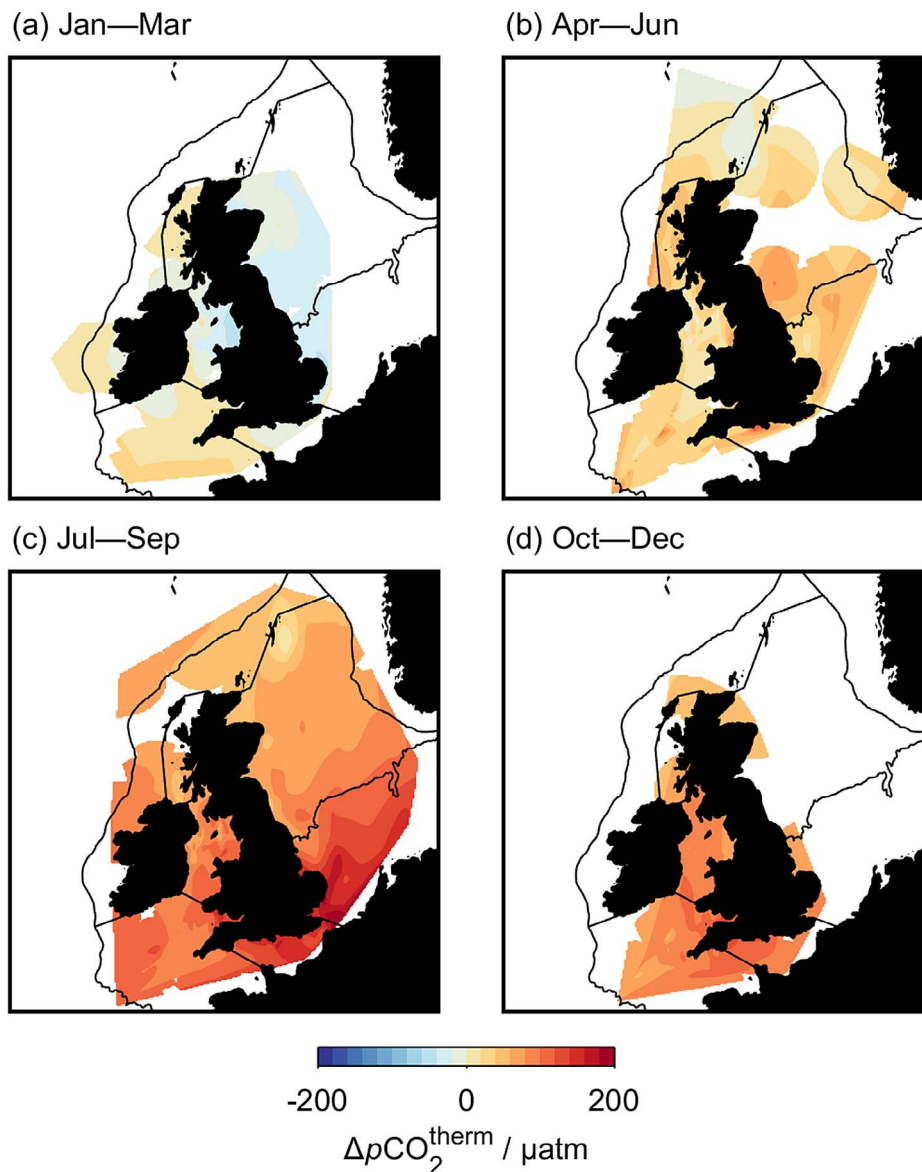 (a) Jan—Mar
(b) Apr—Jun
(c) Jul—Sep
(d) Oct—Dec
-200 0 200
ΔpCO₂ᵗʰᵉʳᵐ / µatm